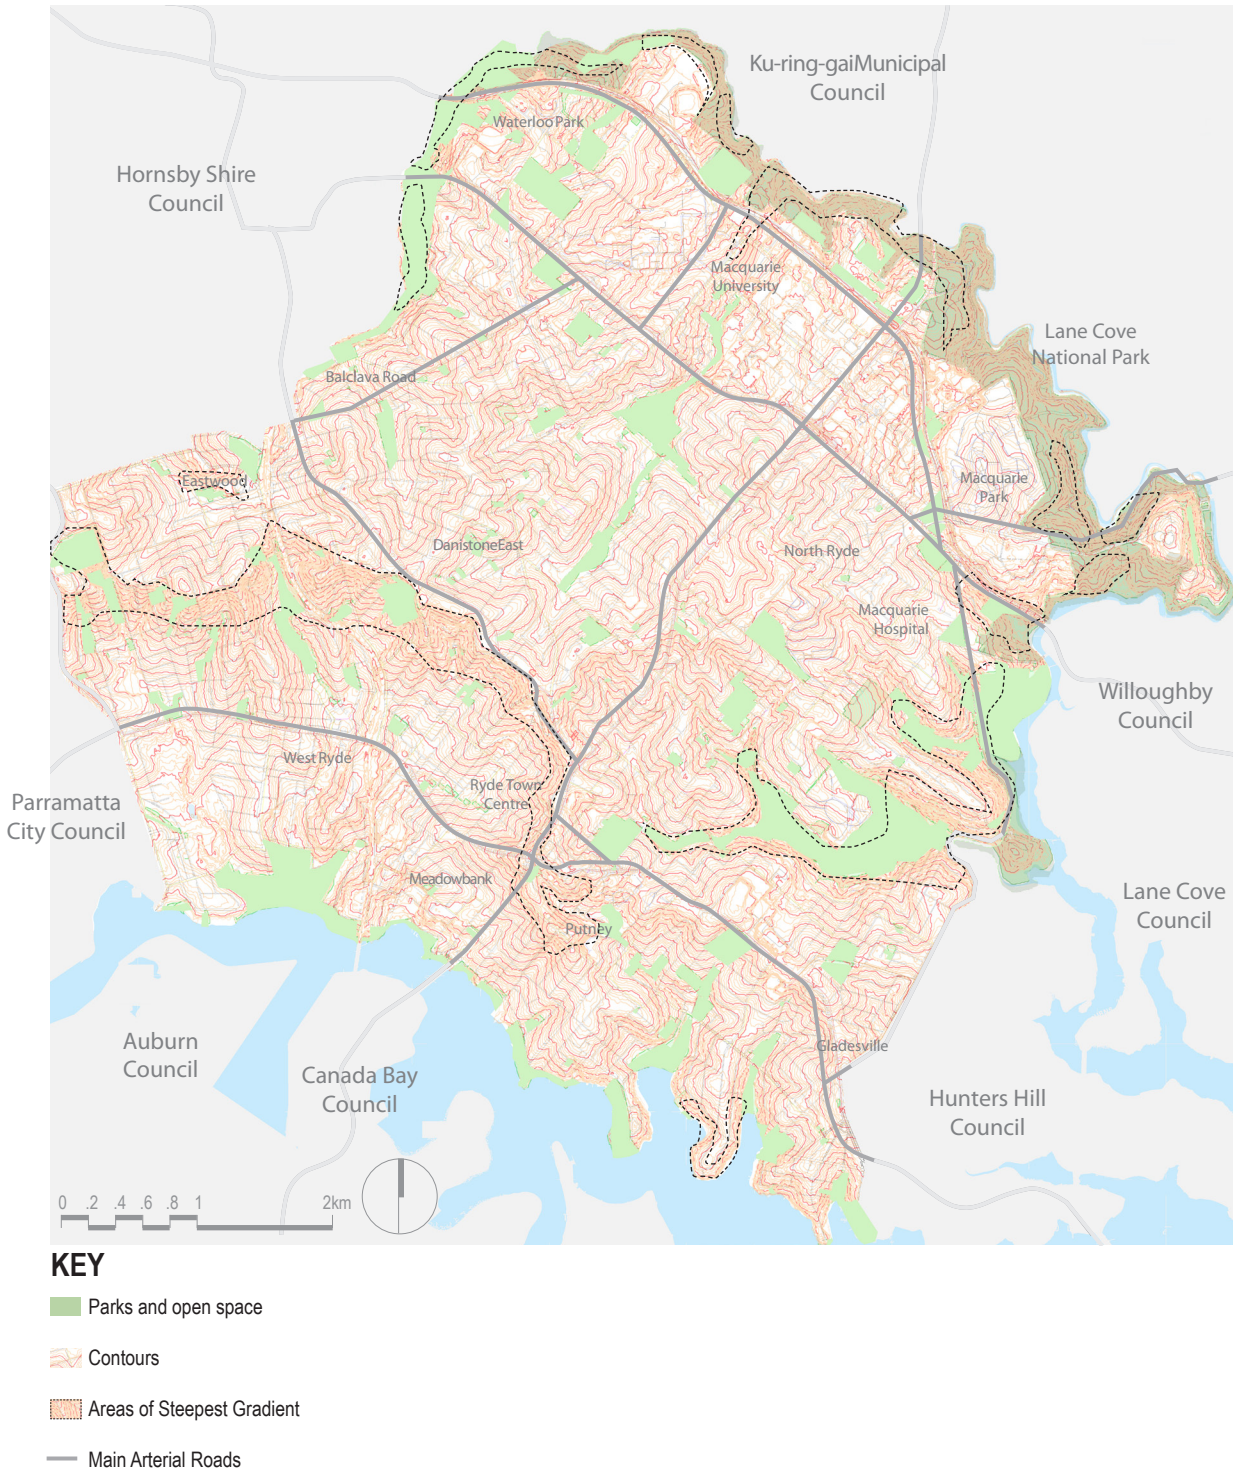 Ku-ring-gaiMunicipal
Council
Waterloo Park
Hornsby Shire
Council
Macquarie
University
Lane Cove
National Park
Balclava Road
Eastwood
Macquarie
Park
DanistoneEast
North Ryde
Macquarie
Hospital
Willoughby
Council
West Ryde
Ryde Town
Centre
Parramatta
City Council
Meadowbank
Lane Cove
Council
Putney
Auburn
Council
Gladesville
Canada Bay
Council
Hunters Hill
Council
0 .2 .4 .6 .8 1 2km
KEY
Parks and open space
Contours
Areas of Steepest Gradient
Main Arterial Roads